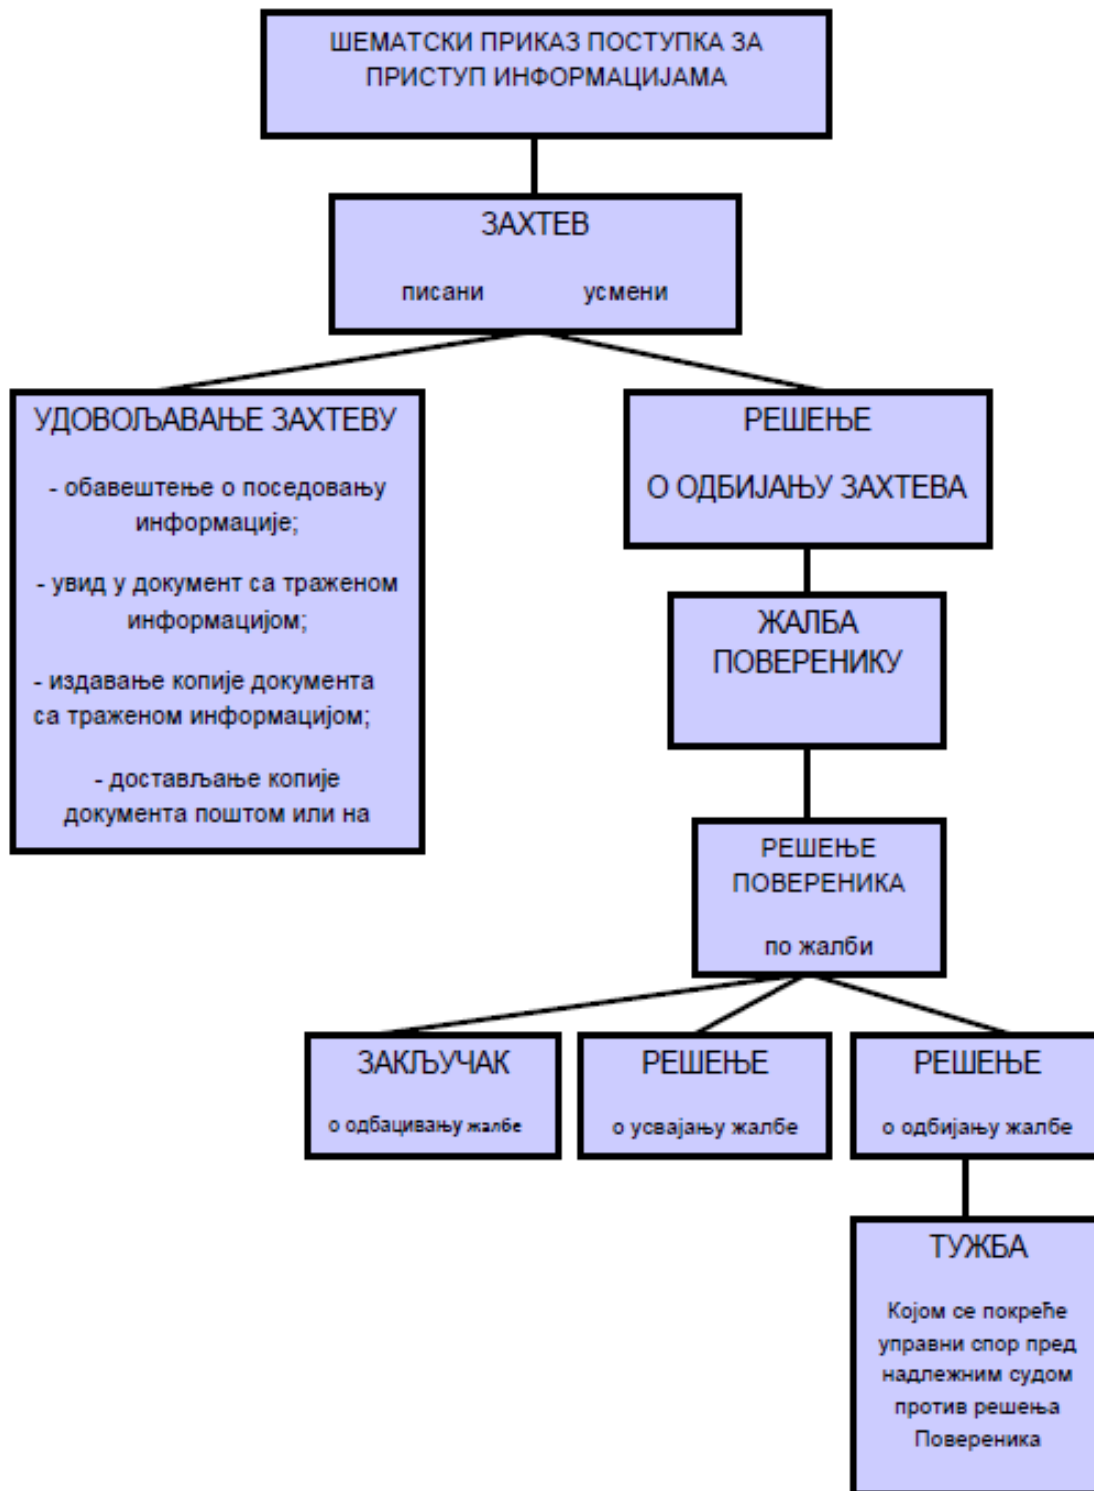 ШЕМАТСКИ ПРИКАЗ ПОСТУПКА ЗА
ПРИСТУП ИНФОРМАЦИЈАМА
ЗАХТЕВ
писани усмени
УДОВОЉАВАЊЕ ЗАХТЕВУ
- обавештење о поседовању
информације;
- увид у документ са траженом
информацијом;
- издавање копије документа
са траженом информацијом;
- достављање копије
документа поштом или на
РЕШЕЊЕ
О ОДБИЈАЊУ ЗАХТЕВА
ЖАЛБА
ПОВЕРЕНИКУ
РЕШЕЊЕ
ПОВЕРЕНИКА
по жалби
ЗАКЉУЧАК
о одбацивању жалбе
РЕШЕЊЕ
о усвајању жалбе
РЕШЕЊЕ
о одбијању жалбе
ТУЖБА
Којом се покреће
управни спор пред
надлежним судом
против решења
Повереника